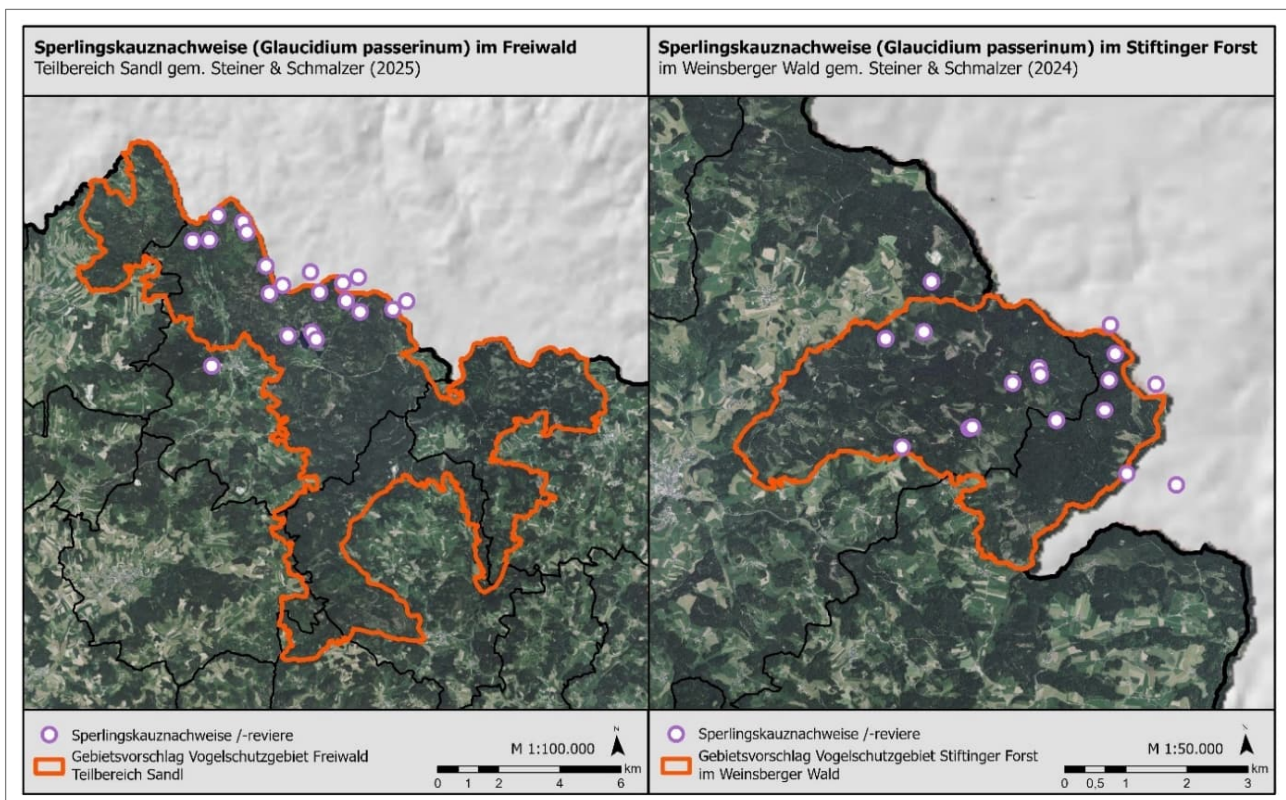 Sperlingskauznachweise (Glaucidium passerinum) im Freiwald
Teilbereich Sandl gem. Steiner & Schmalzer (2025)
Sperlingskauznachweise (Glaucidium passerinum) im Stiftinger Forst
im Weinsberger Wald gem. Steiner & Schmalzer (2024)
Sperlingskauznachweise /-reviere
Gebietsvorschlag Vogelschutzgebiet Freiwald
Teilbereich Sandl
M 1:100.000
N
km
0 1 2 4 6
Sperlingskauznachweise /-reviere
Gebietsvorschlag Vogelschutzgebiet Stiftinger Forst
im Weinsberger Wald
M 1:50.000
N
km
0 0,5 1 2 3